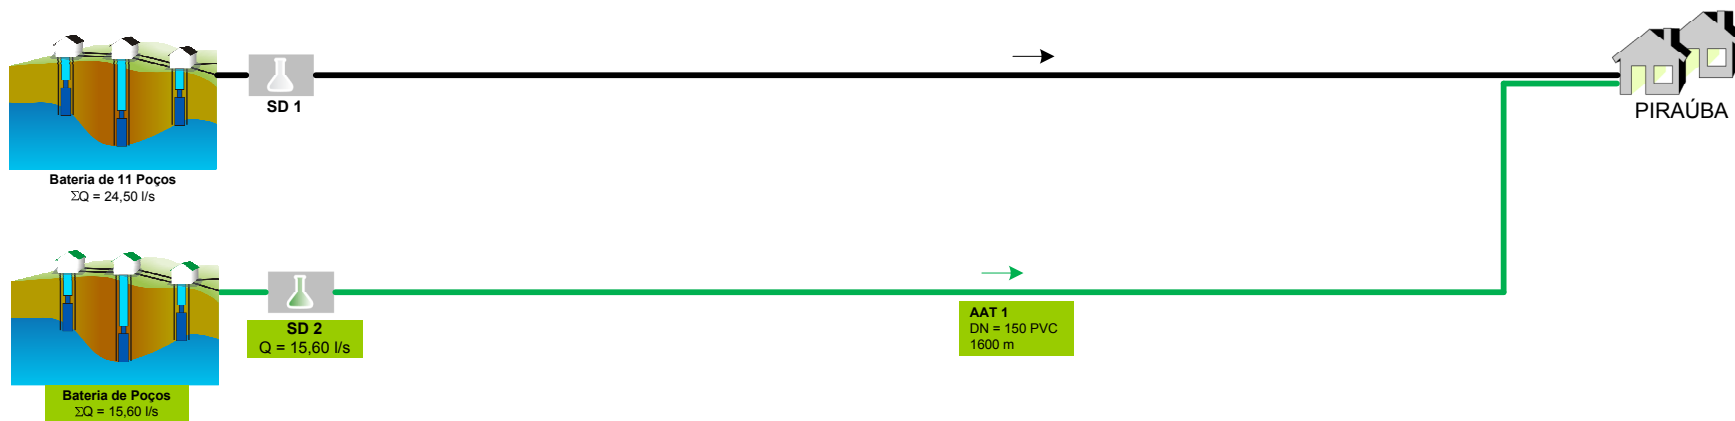 PIRAÚBA
SD 1
Bateria de 11 Poços
ΣQ = 24,50 l/s
SD 2
Q = 15,60 l/s
AAT 1
DN = 150 PVC
1600 m
Bateria de Poços
ΣQ = 15,60 l/s